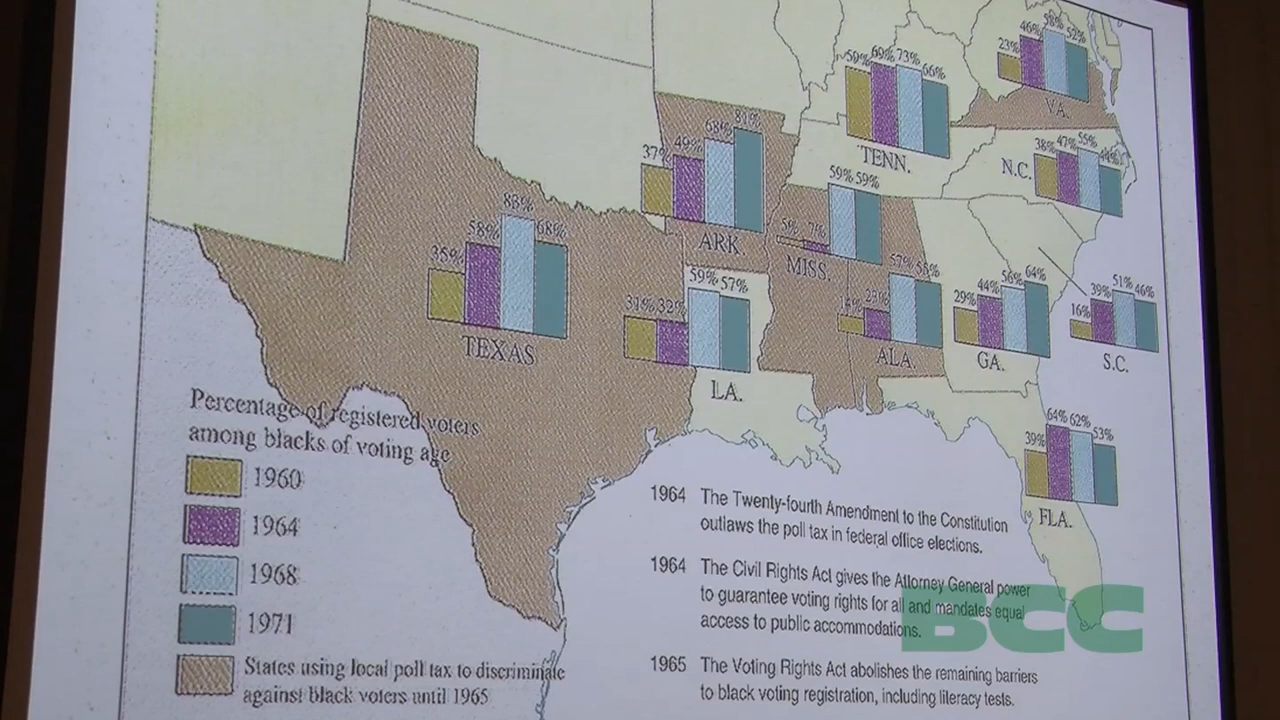 23% 46% 58% 52%
VA.
59% 69% 73% 66%
TENN.
38% 47% 55% 44%
N.C.
37% 49% 68% 81%
ARK.
5% 7% 59% 59%
MISS.
35% 58% 83% 68%
TEXAS
31% 32% 59% 57%
LA.
14% 23% 57% 55%
ALA.
29% 44% 56% 64%
GA.
16% 39% 51% 46%
S.C.
39% 64% 62% 53%
FLA.
Percentage of registered voters
among blacks of voting age
1960
1964
1968
1971
States using local poll tax to discriminate
against black voters until 1965
1964 The Twenty-fourth Amendment to the Constitution
outlaws the poll tax in federal office elections.
1964 The Civil Rights Act gives the Attorney General power
to guarantee voting rights for all and mandates equal
access to public accommodations.
1965 The Voting Rights Act abolishes the remaining barriers
to black voting registration, including literacy tests.
BCC